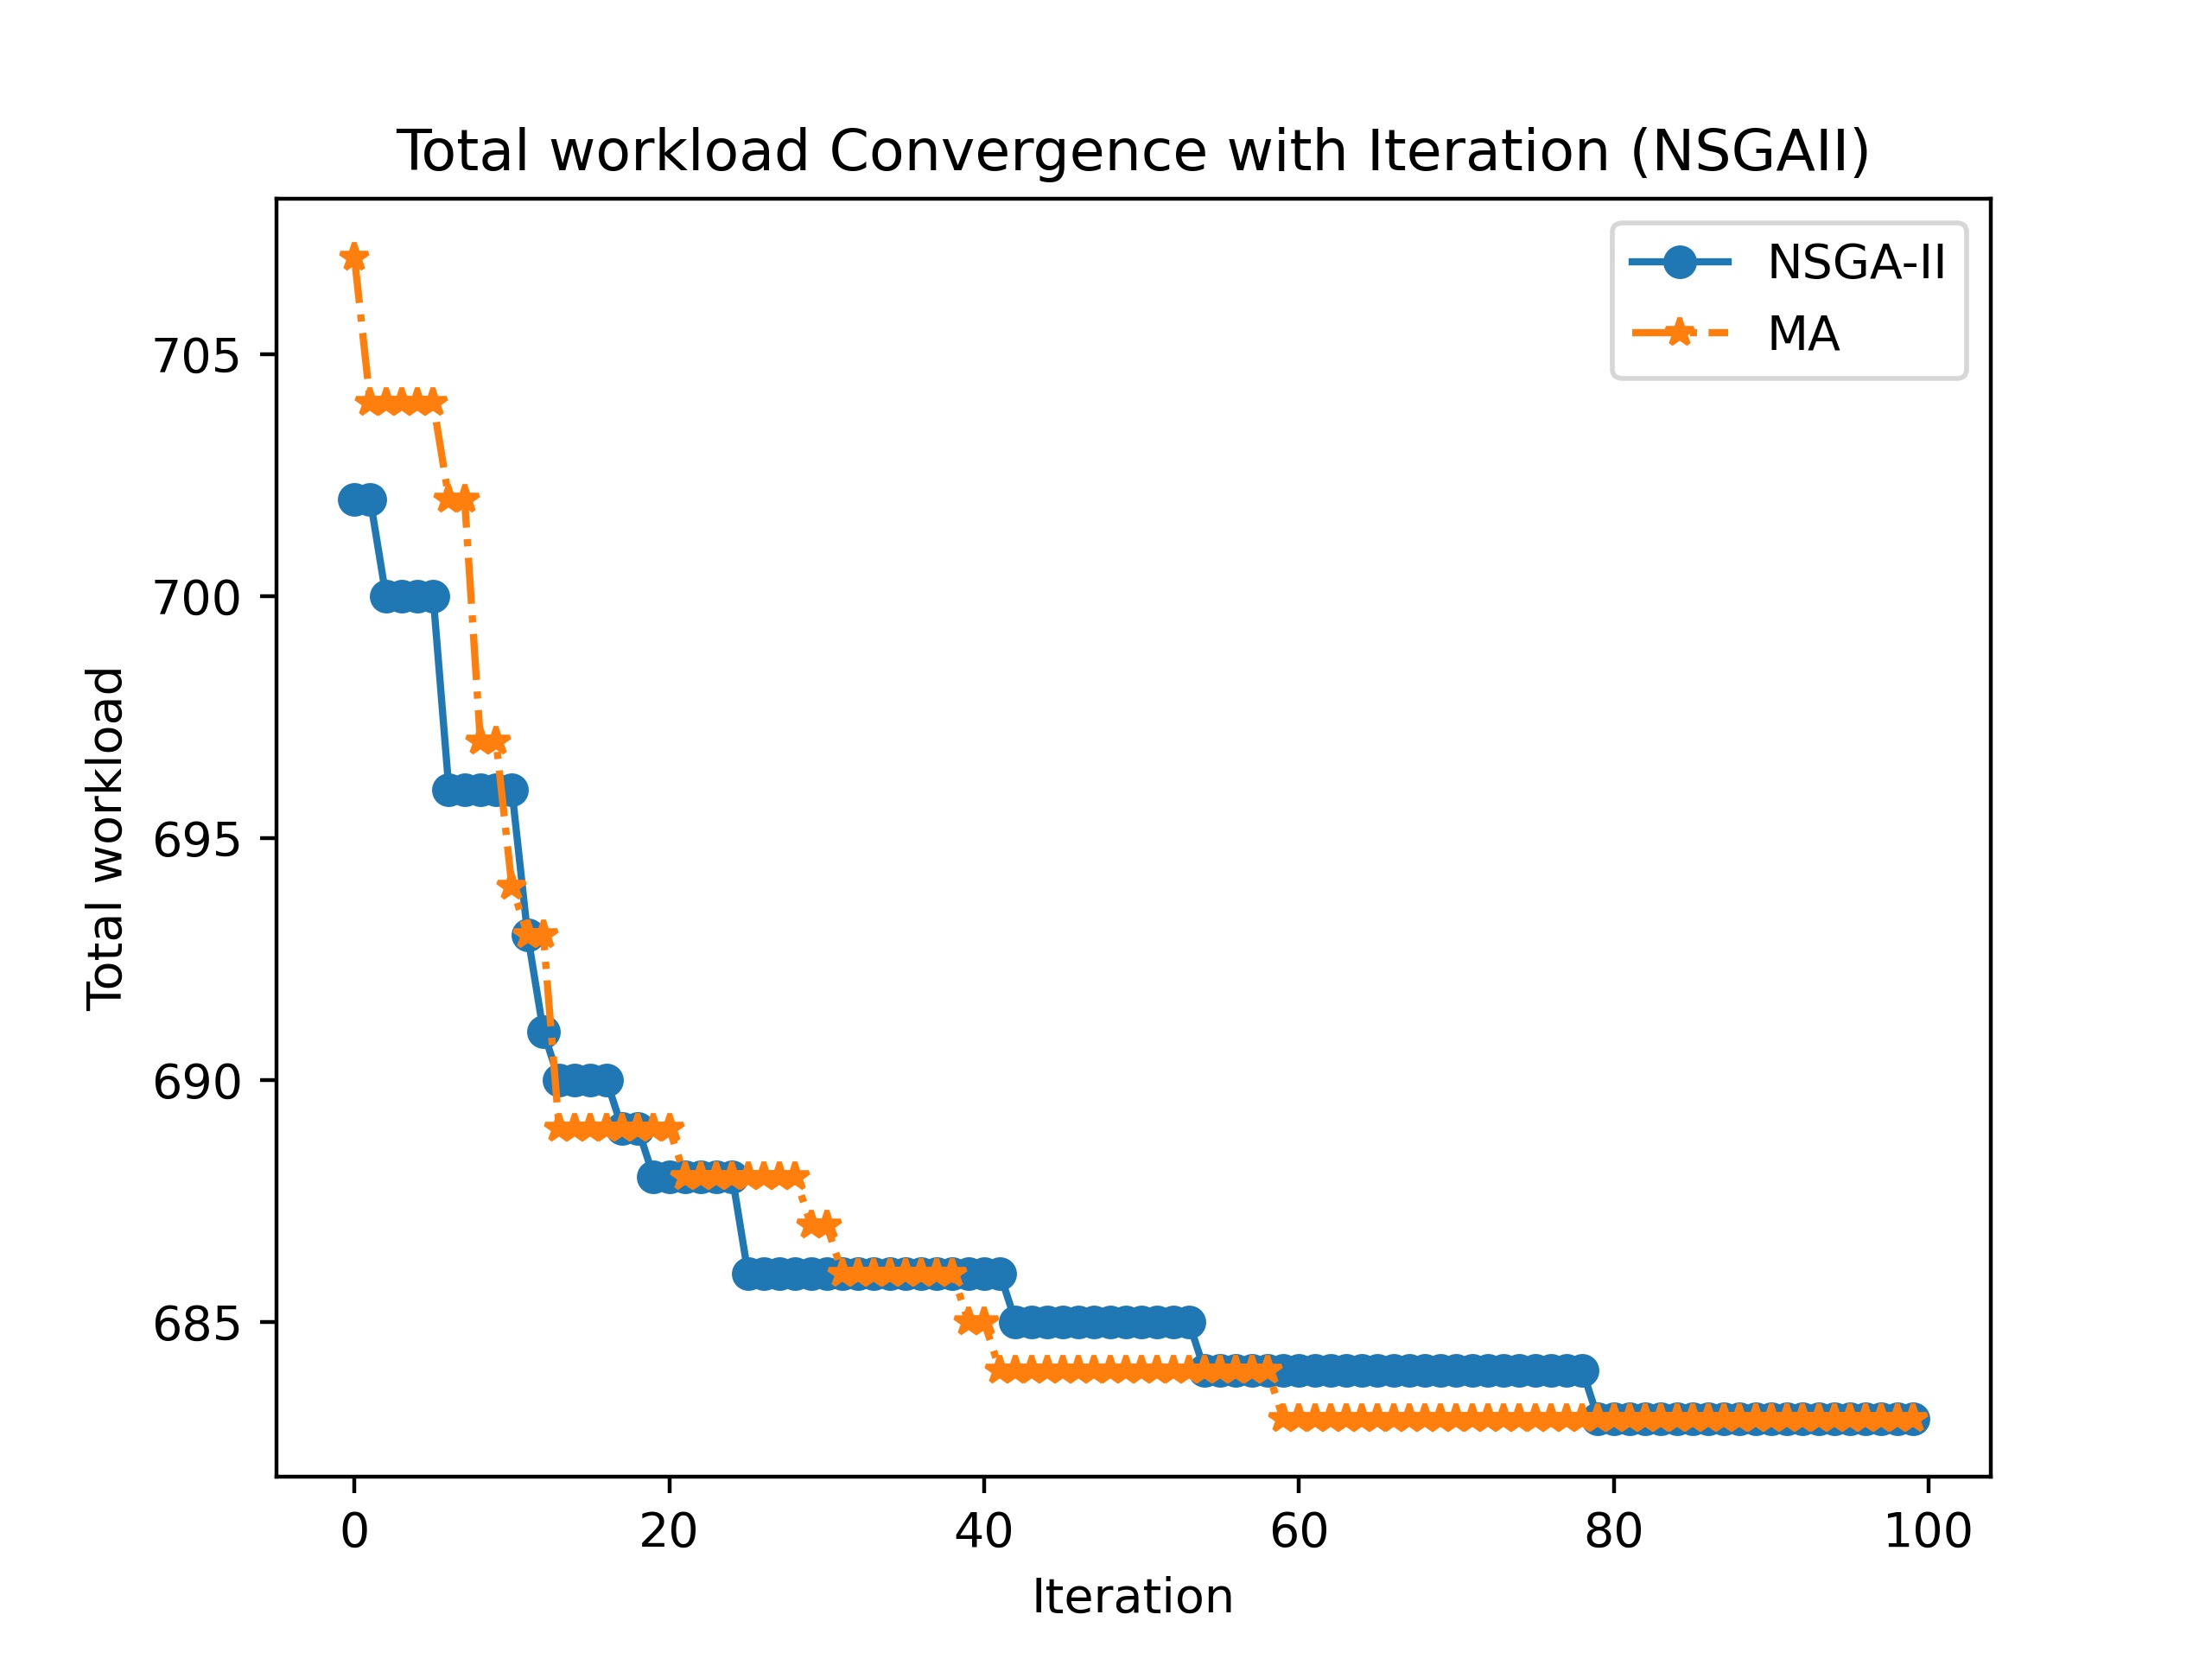 Total workload Convergence with Iteration (NSGAII)
NSGA-II
MA
705
700
695
690
685
Total workload
0 20 40 60 80 100
Iteration